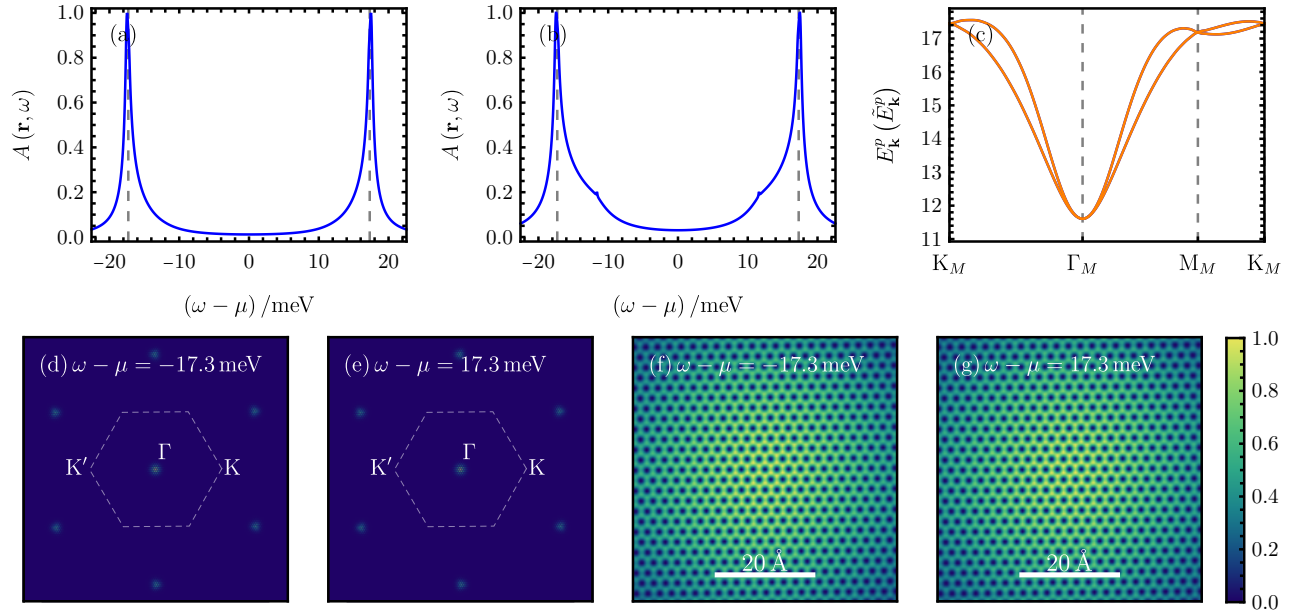 (a)
A (r, ω)
1.0
0.8
0.6
0.4
0.2
0.0
−20
−10
0
10
20
(ω − μ) /meV
(b)
A (r, ω)
1.0
0.8
0.6
0.4
0.2
0.0
−20
−10
0
10
20
(ω − μ) /meV
(c)
E_k^p (Ẽ_k^p)
17
16
15
14
13
12
11
K_M
Γ_M
M_M
K_M
(d) ω − μ = −17.3 meV
Γ
K′
K
(e) ω − μ = 17.3 meV
Γ
K′
K
(f) ω − μ = −17.3 meV
20 Å
(g) ω − μ = 17.3 meV
20 Å
1.0
0.8
0.6
0.4
0.2
0.0